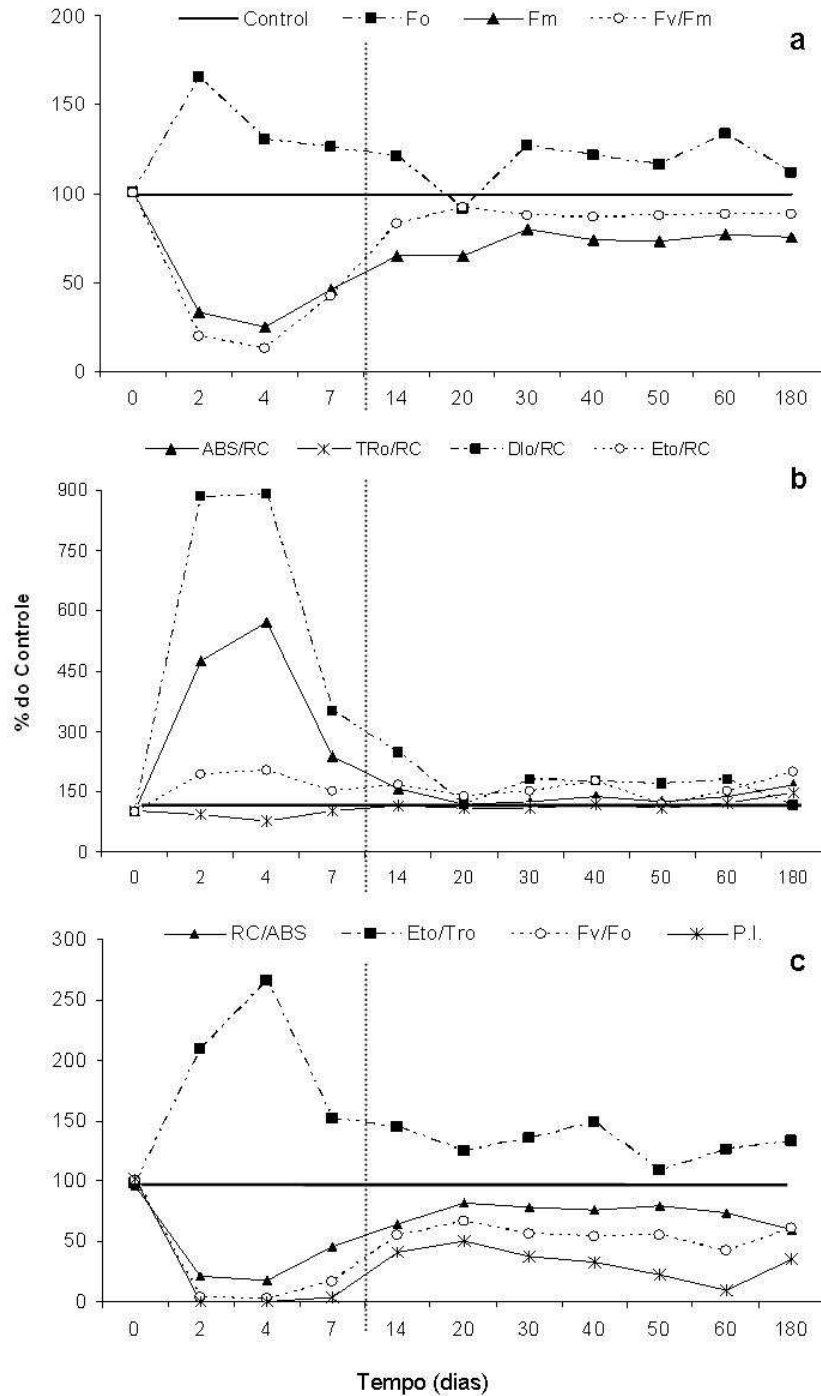 Control Fo Fm Fv/Fm
a
200
150
100
50
0
0 2 4 7 14 20 30 40 50 60 180
ABS/RC TRo/RC DIo/RC Eto/RC
b
900
750
600
450
300
150
0
0 2 4 7 14 20 30 40 50 60 180
% do Controle
RC/ABS Eto/Tro Fv/Fo P.I.
c
300
250
200
150
100
50
0
0 2 4 7 14 20 30 40 50 60 180
Tempo (dias)